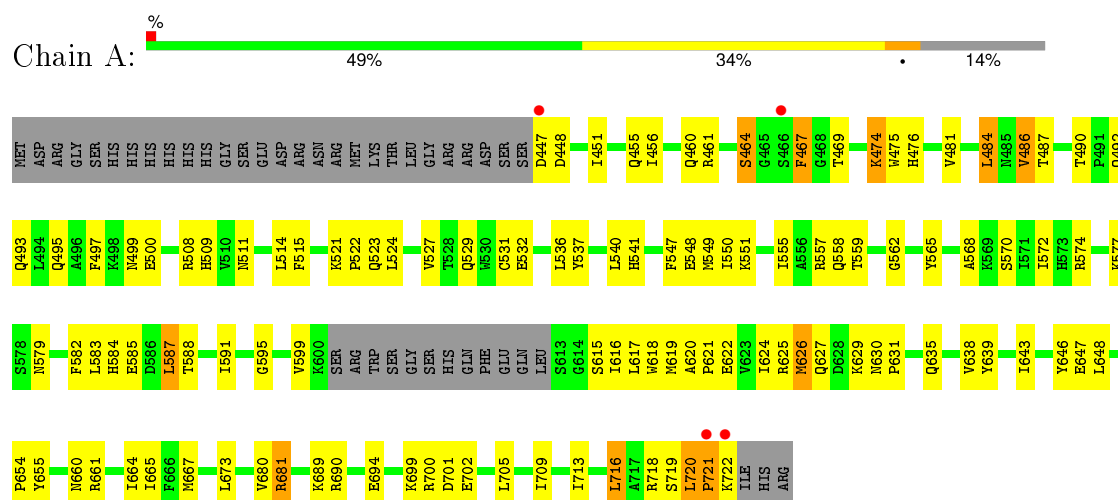 %
Chain A:
49% 34% • 14%
MET ASP ARG GLY SER HIS HIS HIS HIS HIS HIS GLY SER GLU ASP ARG ASN ARG MET LYS THR LEU GLY ARG ARG ASP SER SER D447 D448 I451 Q455 I456 Q460 R461 S464 G465 S466 F467 G468 T469 K474 W475 H476 V481 L484 N485 V486 T487 T490 P491
Q493 L494 Q495 A496 F497 K498 N499 E500 R508 H509 V510 N511 L514 F515 K521 P522 Q523 L524 V527 T528 Q529 W530 C531 E532 L536 Y537 L540 H541 F547 E548 M549 I550 K551 I555 A556 R557 Q558 T559 G562 Y565 A568 K569 S570 I571 I572 H573 R574 K577
S578 N579 F582 L583 H584 E585 D586 L587 T588 I591 G595 V599 K600 SER ARG TRP SER GLY SER HIS GLN PHE GLU GLN LEU S613 G614 S615 I616 L617 W618 M619 A620 P621 E622 V623 I624 R625 M626 Q627 D628 K629 N630 P631 Q635 V638 Y639 I643 Y646 E647 L648
P654 Y655 N660 R661 I664 I665 F666 M667 L673 V680 R681 K689 R690 E694 K699 R700 D701 E702 L705 I709 I713 L716 A717 R718 S719 L720 P721 K722 ILE HIS ARG